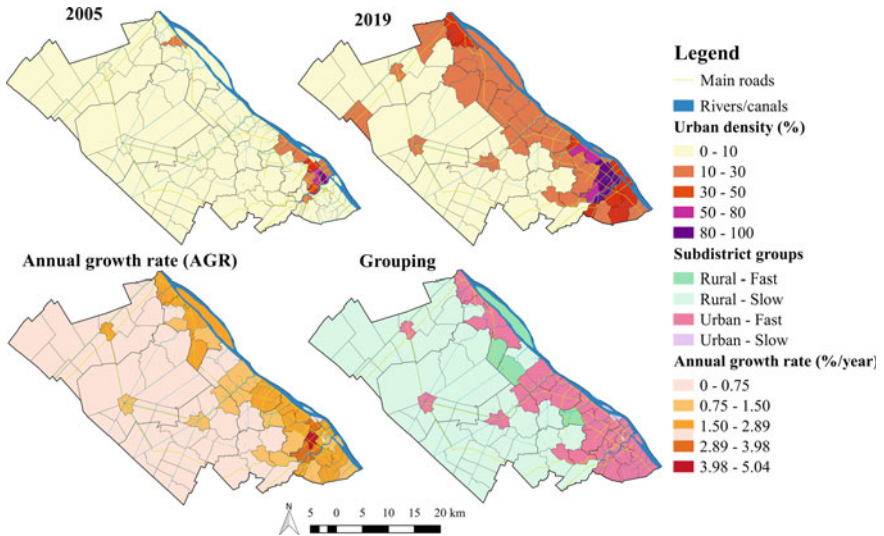 2005
2019
Annual growth rate (AGR)
Grouping
Legend
Main roads
Rivers/canals
Urban density (%)
0 - 10
10 - 30
30 - 50
50 - 80
80 - 100
Subdistrict groups
Rural - Fast
Rural - Slow
Urban - Fast
Urban - Slow
Annual growth rate (%/year)
0 - 0.75
0.75 - 1.50
1.50 - 2.89
2.89 - 3.98
3.98 - 5.04
N
5 0 5 10 15 20 km